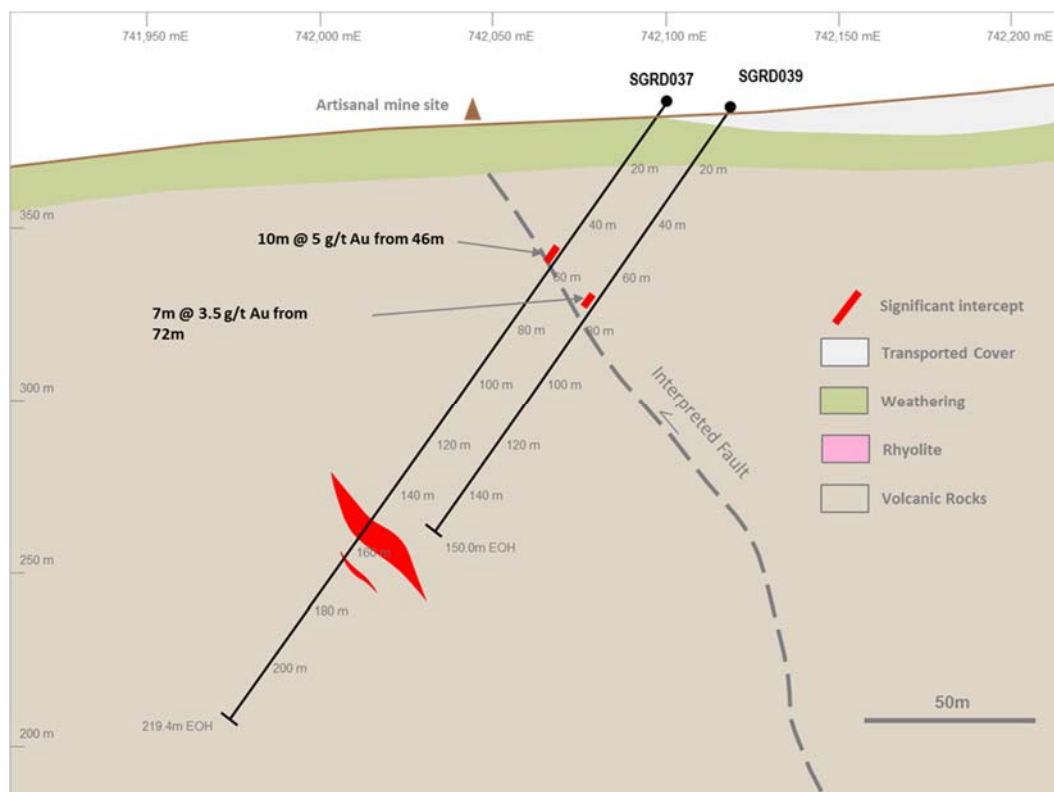 741,950 mE
742,000 mE
742,050 mE
742,100 mE
742,150 mE
742,200 mE
SGRD037
SGRD039
Artisanal mine site
20 m
20 m
350 m
40 m
40 m
10m @ 5 g/t Au from 46m
60 m
60 m
7m @ 3.5 g/t Au from
72m
80 m
80 m
Significant intercept
Transported Cover
100 m
100 m
Interpreted Fault
300 m
Weathering
120 m
120 m
Rhyolite
140 m
140 m
Volcanic Rocks
150.0m EOH
160 m
250 m
180 m
200 m
50m
219.4m EOH
200 m